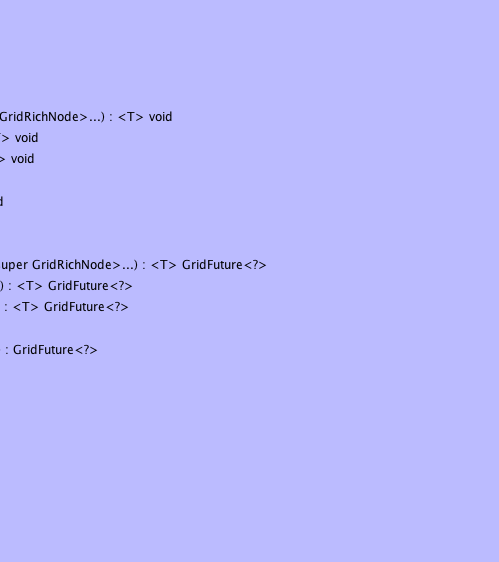 GridRichNode>...) : <T> void
> void
> void
d
uper GridRichNode>...) : <T> GridFuture<?>
) : <T> GridFuture<?>
: <T> GridFuture<?>
: GridFuture<?>